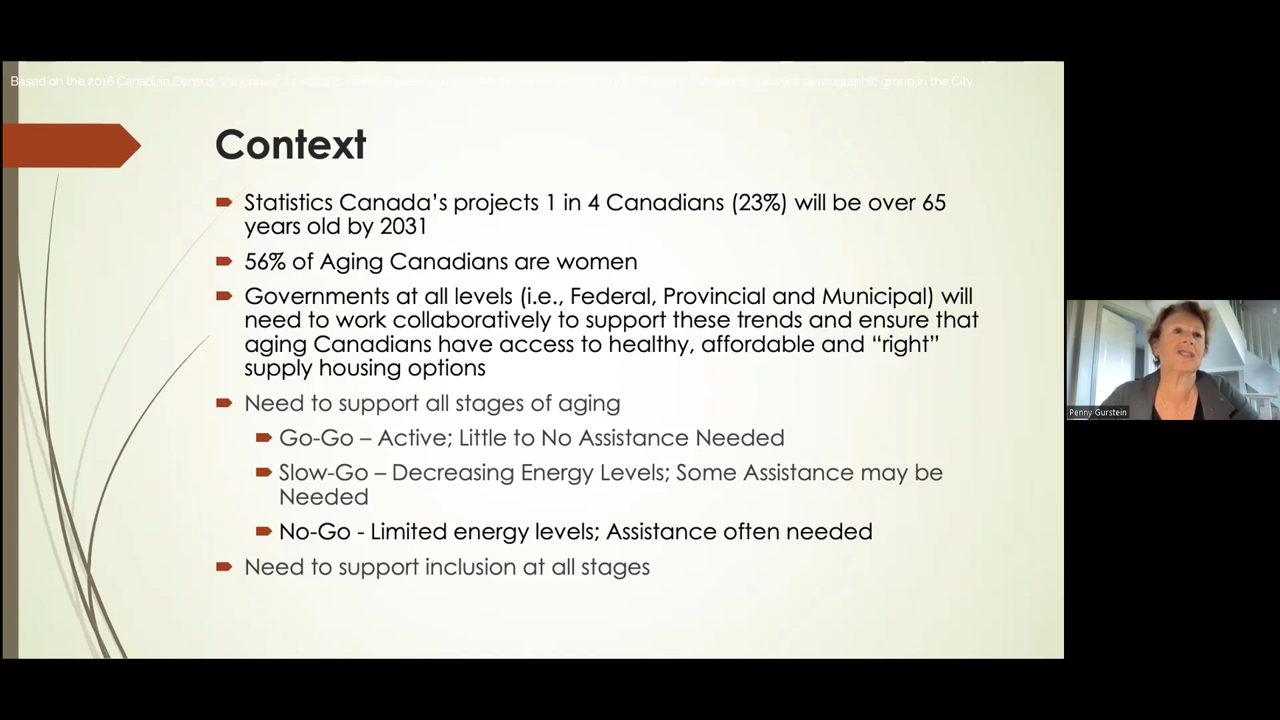 Based on the 2016 Canadian Census, Vancouver's demographic group in the City.
Context
Statistics Canada's projects 1 in 4 Canadians (23%) will be over 65
years old by 2031
56% of Aging Canadians are women
Governments at all levels (i.e., Federal, Provincial and Municipal) will
need to work collaboratively to support these trends and ensure that
aging Canadians have access to healthy, affordable and “right”
supply housing options
Need to support all stages of aging
Go-Go – Active; Little to No Assistance Needed
Slow-Go – Decreasing Energy Levels; Some Assistance may be
Needed
No-Go - Limited energy levels; Assistance often needed
Need to support inclusion at all stages
Penny Gurstein